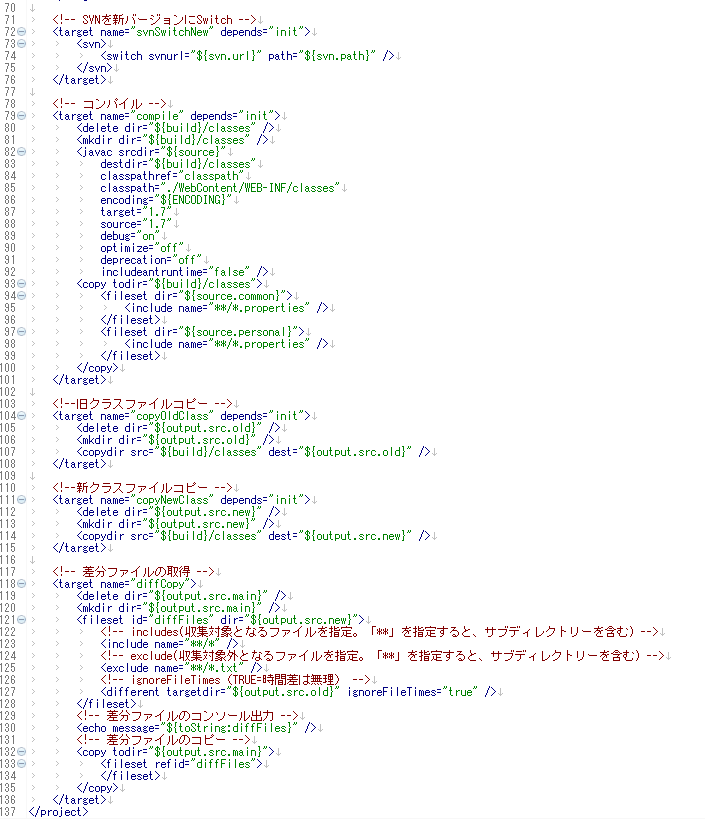 70
71 <!-- SVNを新バージョンにSwitch -->
72 <target name="svnSwitchNew" depends="init">
73 <svn>
74 <switch svnurl="${svn.url}" path="${svn.path}" />
75 </svn>
76 </target>
77
78 <!-- コンパイル -->
79 <target name="compile" depends="init">
80 <delete dir="${build}/classes" />
81 <mkdir dir="${build}/classes" />
82 <javac srcdir="${source}"
83 destdir="${build}/classes"
84 classpathref="classpath"
85 classpath="./WebContent/WEB-INF/classes"
86 encoding="${ENCODING}"
87 target="1.7"
88 source="1.7"
89 debug="on"
90 optimize="off"
91 deprecation="off"
92 includeantruntime="false" />
93 <copy todir="${build}/classes">
94 <fileset dir="${source.common}">
95 <include name="**/*.properties" />
96 </fileset>
97 <fileset dir="${source.personal}">
98 <include name="**/*.properties" />
99 </fileset>
100 </copy>
101 </target>
102
103 <!--旧クラスファイルコピー -->
104 <target name="copyOldClass" depends="init">
105 <delete dir="${output.src.old}" />
106 <mkdir dir="${output.src.old}" />
107 <copydir src="${build}/classes" dest="${output.src.old}" />
108 </target>
109
110 <!--新クラスファイルコピー -->
111 <target name="copyNewClass" depends="init">
112 <delete dir="${output.src.new}" />
113 <mkdir dir="${output.src.new}" />
114 <copydir src="${build}/classes" dest="${output.src.new}" />
115 </target>
116
117 <!-- 差分ファイルの取得 -->
118 <target name="diffCopy">
119 <delete dir="${output.src.main}" />
120 <mkdir dir="${output.src.main}" />
121 <fileset id="diffFiles" dir="${output.src.new}">
122 <!-- includes(収集対象となるファイルを指定。「**」を指定すると、サブディレクトリーを含む) -->
123 <include name="**/*" />
124 <!-- exclude(収集対象外となるファイルを指定。「**」を指定すると、サブディレクトリーを含む) -->
125 <exclude name="**/*.txt" />
126 <!-- ignoreFileTimes (TRUE=時間差は無理) -->
127 <different targetdir="${output.src.old}" ignoreFileTimes="true" />
128 </fileset>
129 <!-- 差分ファイルのコンソール出力 -->
130 <echo message="${toString:diffFiles}" />
131 <!-- 差分ファイルのコピー -->
132 <copy todir="${output.src.main}">
133 <fileset refid="diffFiles">
134 </fileset>
135 </copy>
136 </target>
137 </project>